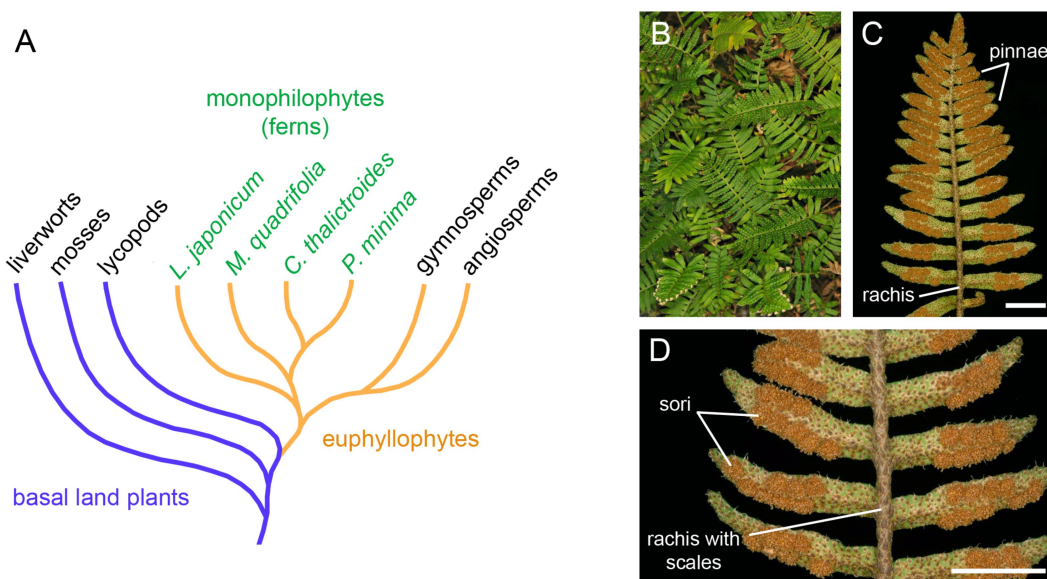 A
monophilophytes
(ferns)
liverworts
mosses
lycopods
L. japonicum
M. quadrifolia
C. thalictroides
P. minima
gymnosperms
angiosperms
euphyllophytes
basal land plants
B
C
pinnae
rachis
D
sori
rachis with
scales